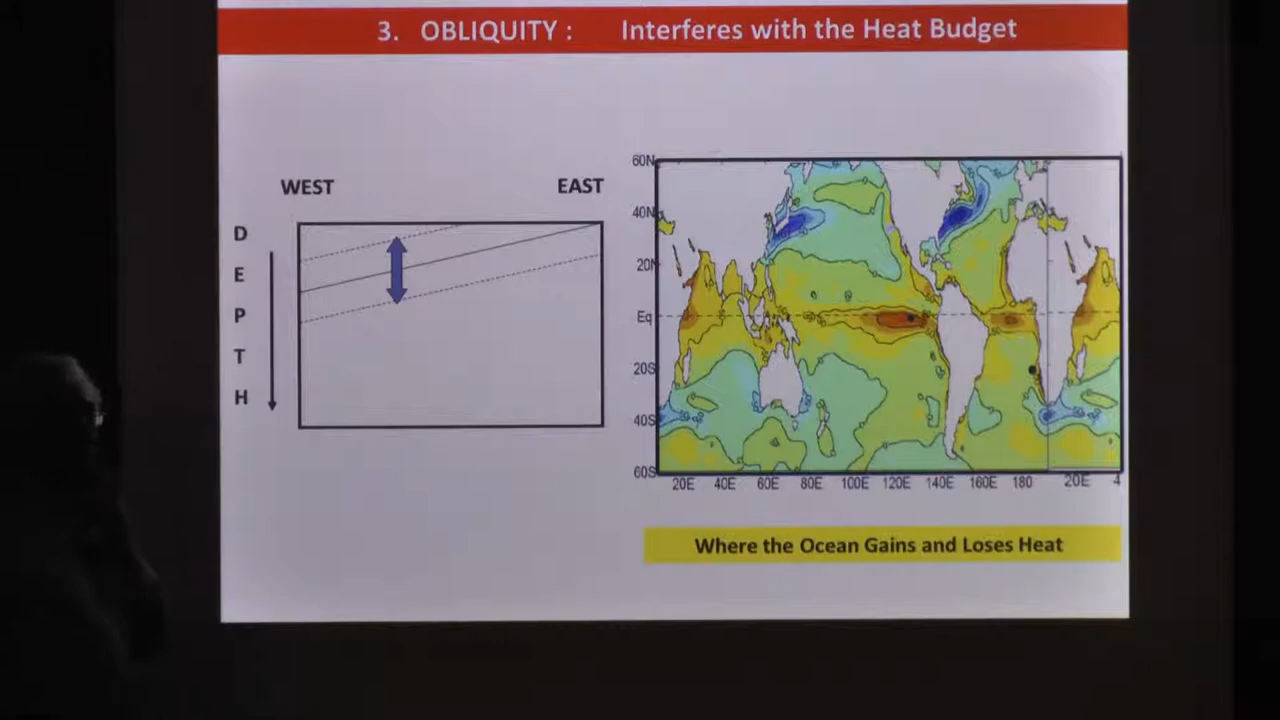 3. OBLIQUITY : Interferes with the Heat Budget
WEST EAST
D
E
P
T
H
60N
40N
20N
Eq
20S
40S
60S
20E 40E 60E 80E 100E 120E 140E 160E 180 20E 4
Where the Ocean Gains and Loses Heat